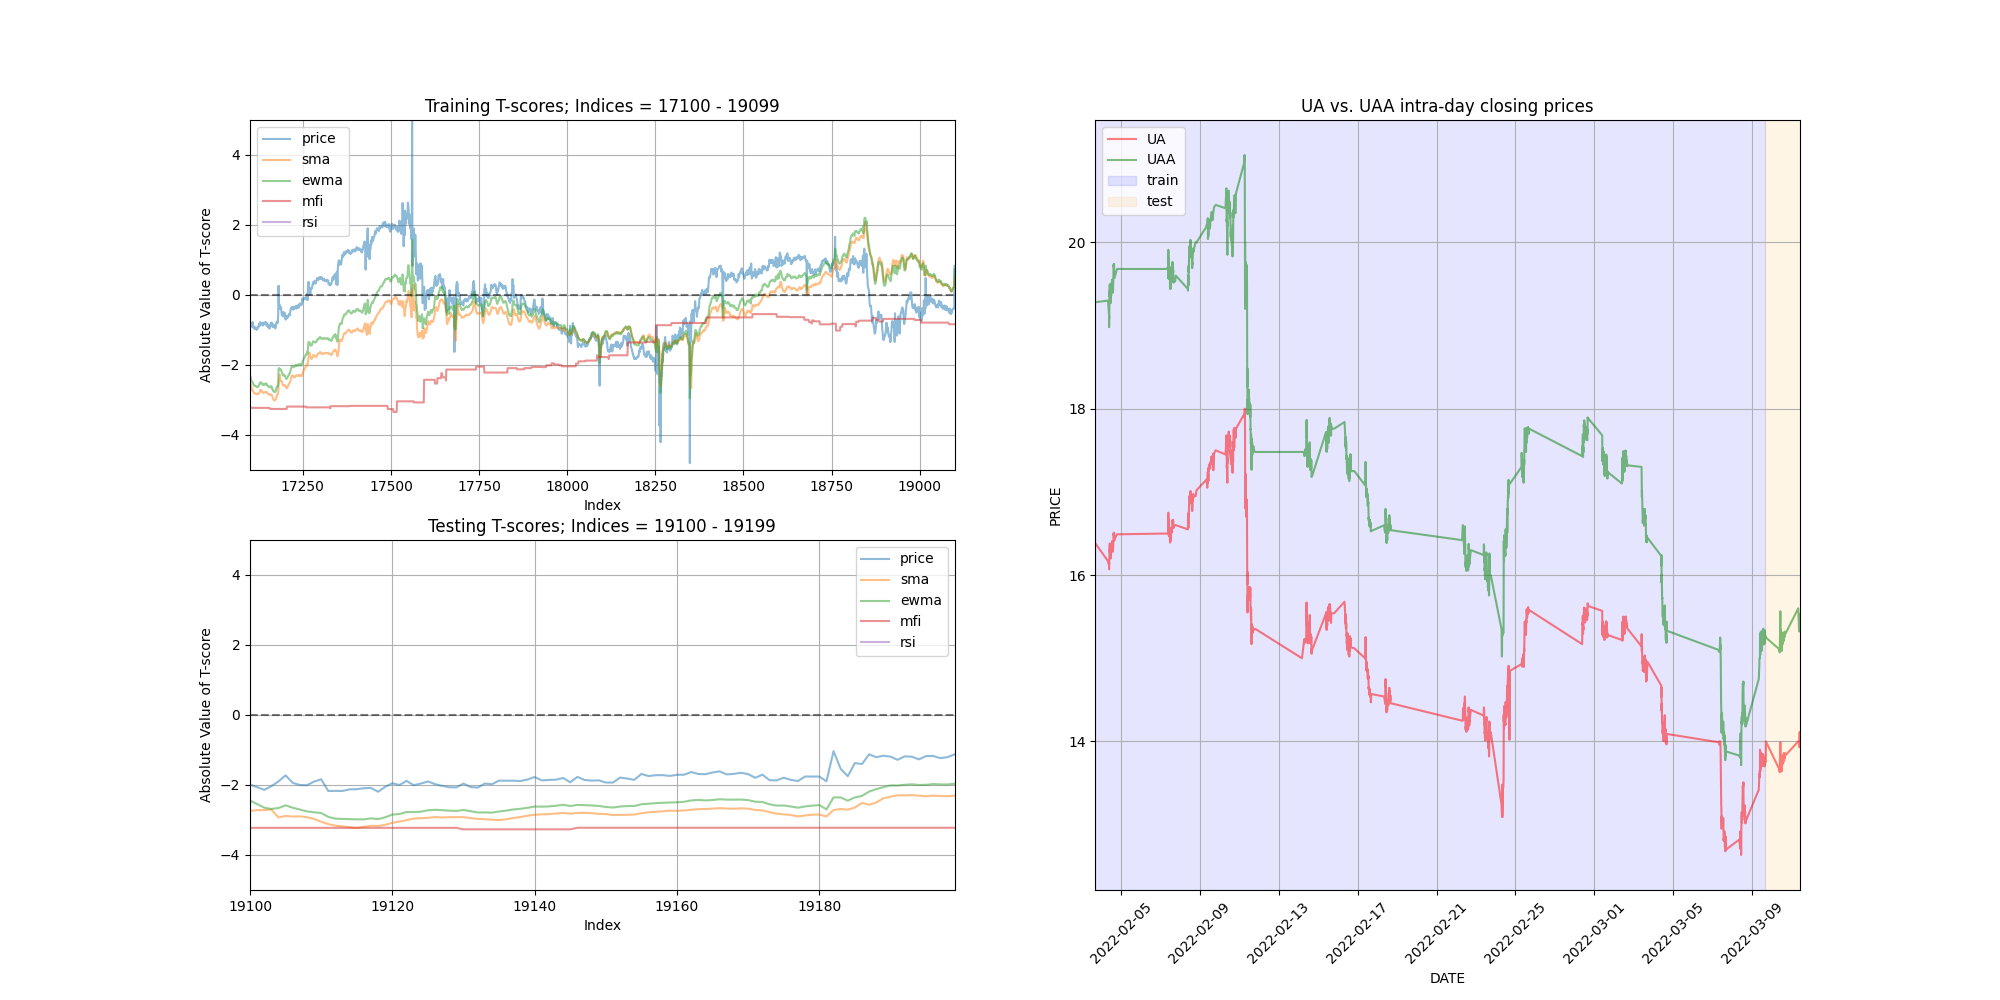 Training T-scores; Indices = 17100 - 19099
price
sma
ewma
mfi
rsi
4
2
0
−2
−4
Absolute Value of T-score
17250 17500 17750 18000 18250 18500 18750 19000
Index
Testing T-scores; Indices = 19100 - 19199
price
sma
ewma
mfi
rsi
4
2
0
−2
−4
Absolute Value of T-score
19100 19120 19140 19160 19180
Index
UA vs. UAA intra-day closing prices
UA
UAA
train
test
20
18
16
14
PRICE
2022-02-05 2022-02-09 2022-02-13 2022-02-17 2022-02-21 2022-02-25 2022-03-01 2022-03-05 2022-03-09
DATE